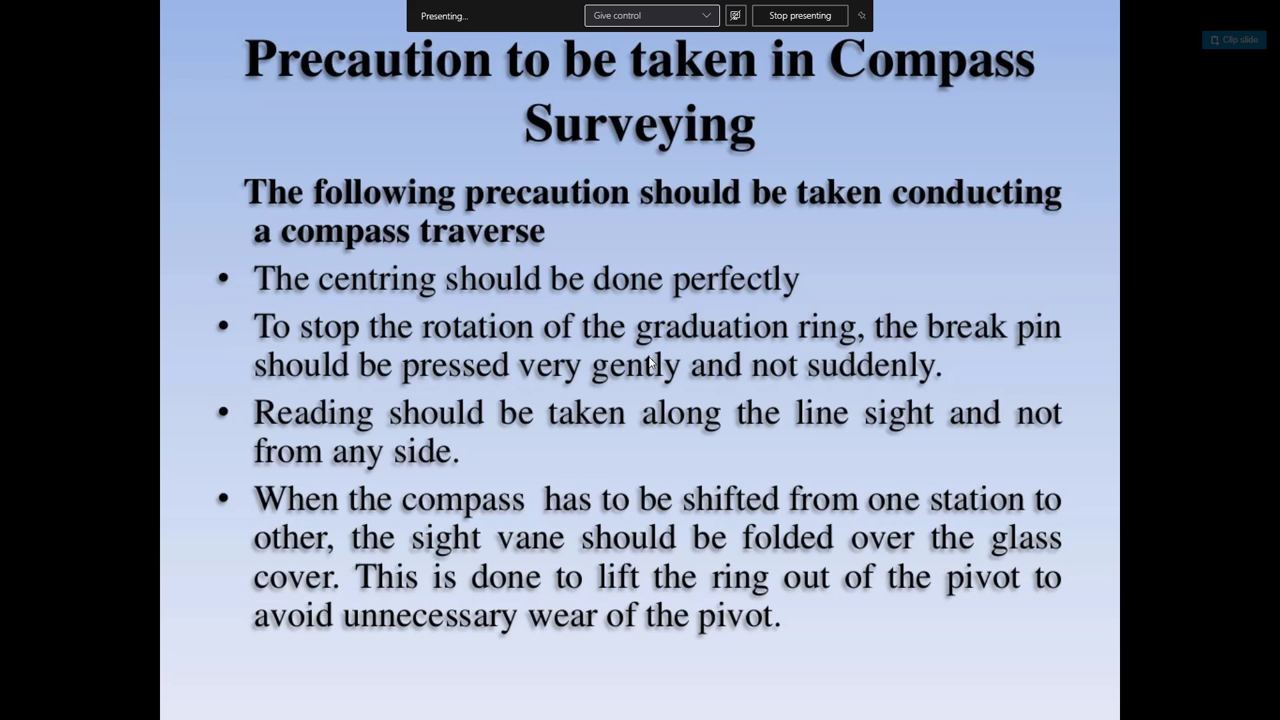 Presenting...
Give control
Stop presenting
Clip slide
Precaution to be taken in Compass
Surveying
The following precaution should be taken conducting
a compass traverse
• The centring should be done perfectly
• To stop the rotation of the graduation ring, the break pin
should be pressed very gently and not suddenly.
• Reading should be taken along the line sight and not
from any side.
• When the compass has to be shifted from one station to
other, the sight vane should be folded over the glass
cover. This is done to lift the ring out of the pivot to
avoid unnecessary wear of the pivot.